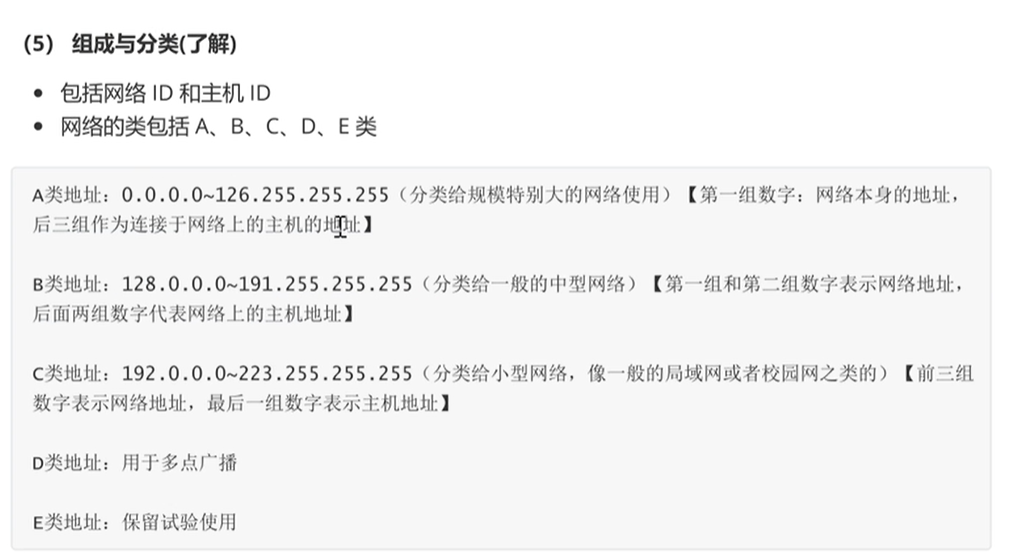 （5） 组成与分类(了解)
• 包括网络 ID 和主机 ID
• 网络的类包括 A、B、C、D、E 类
A类地址：0.0.0.0~126.255.255.255（分类给规模特别大的网络使用）【第一组数字：网络本身的地址，
后三组作为连接于网络上的主机的地址】
B类地址：128.0.0.0~191.255.255.255（分类给一般的中型网络）【第一组和第二组数字表示网络地址，
后面两组数字代表网络上的主机地址】
C类地址：192.0.0.0~223.255.255.255（分类给小型网络，像一般的局域网或者校园网之类的）【前三组
数字表示网络地址，最后一组数字表示主机地址】
D类地址：用于多点广播
E类地址：保留试验使用